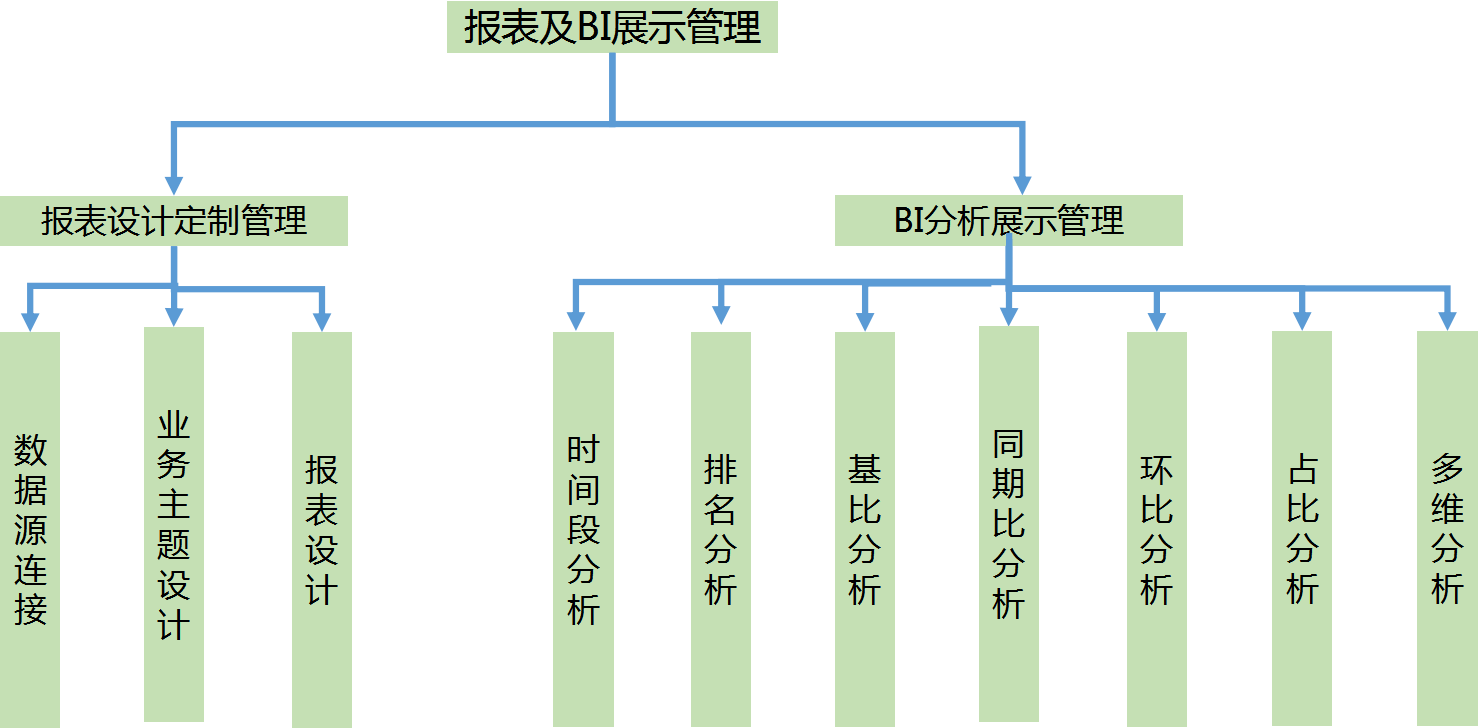 报表及BI展示管理
报表设计定制管理
BI分析展示管理
数据源连接
业务主题设计
报表设计
时间段分析
排名分析
基比分析
同期比分析
环比分析
占比分析
多维分析